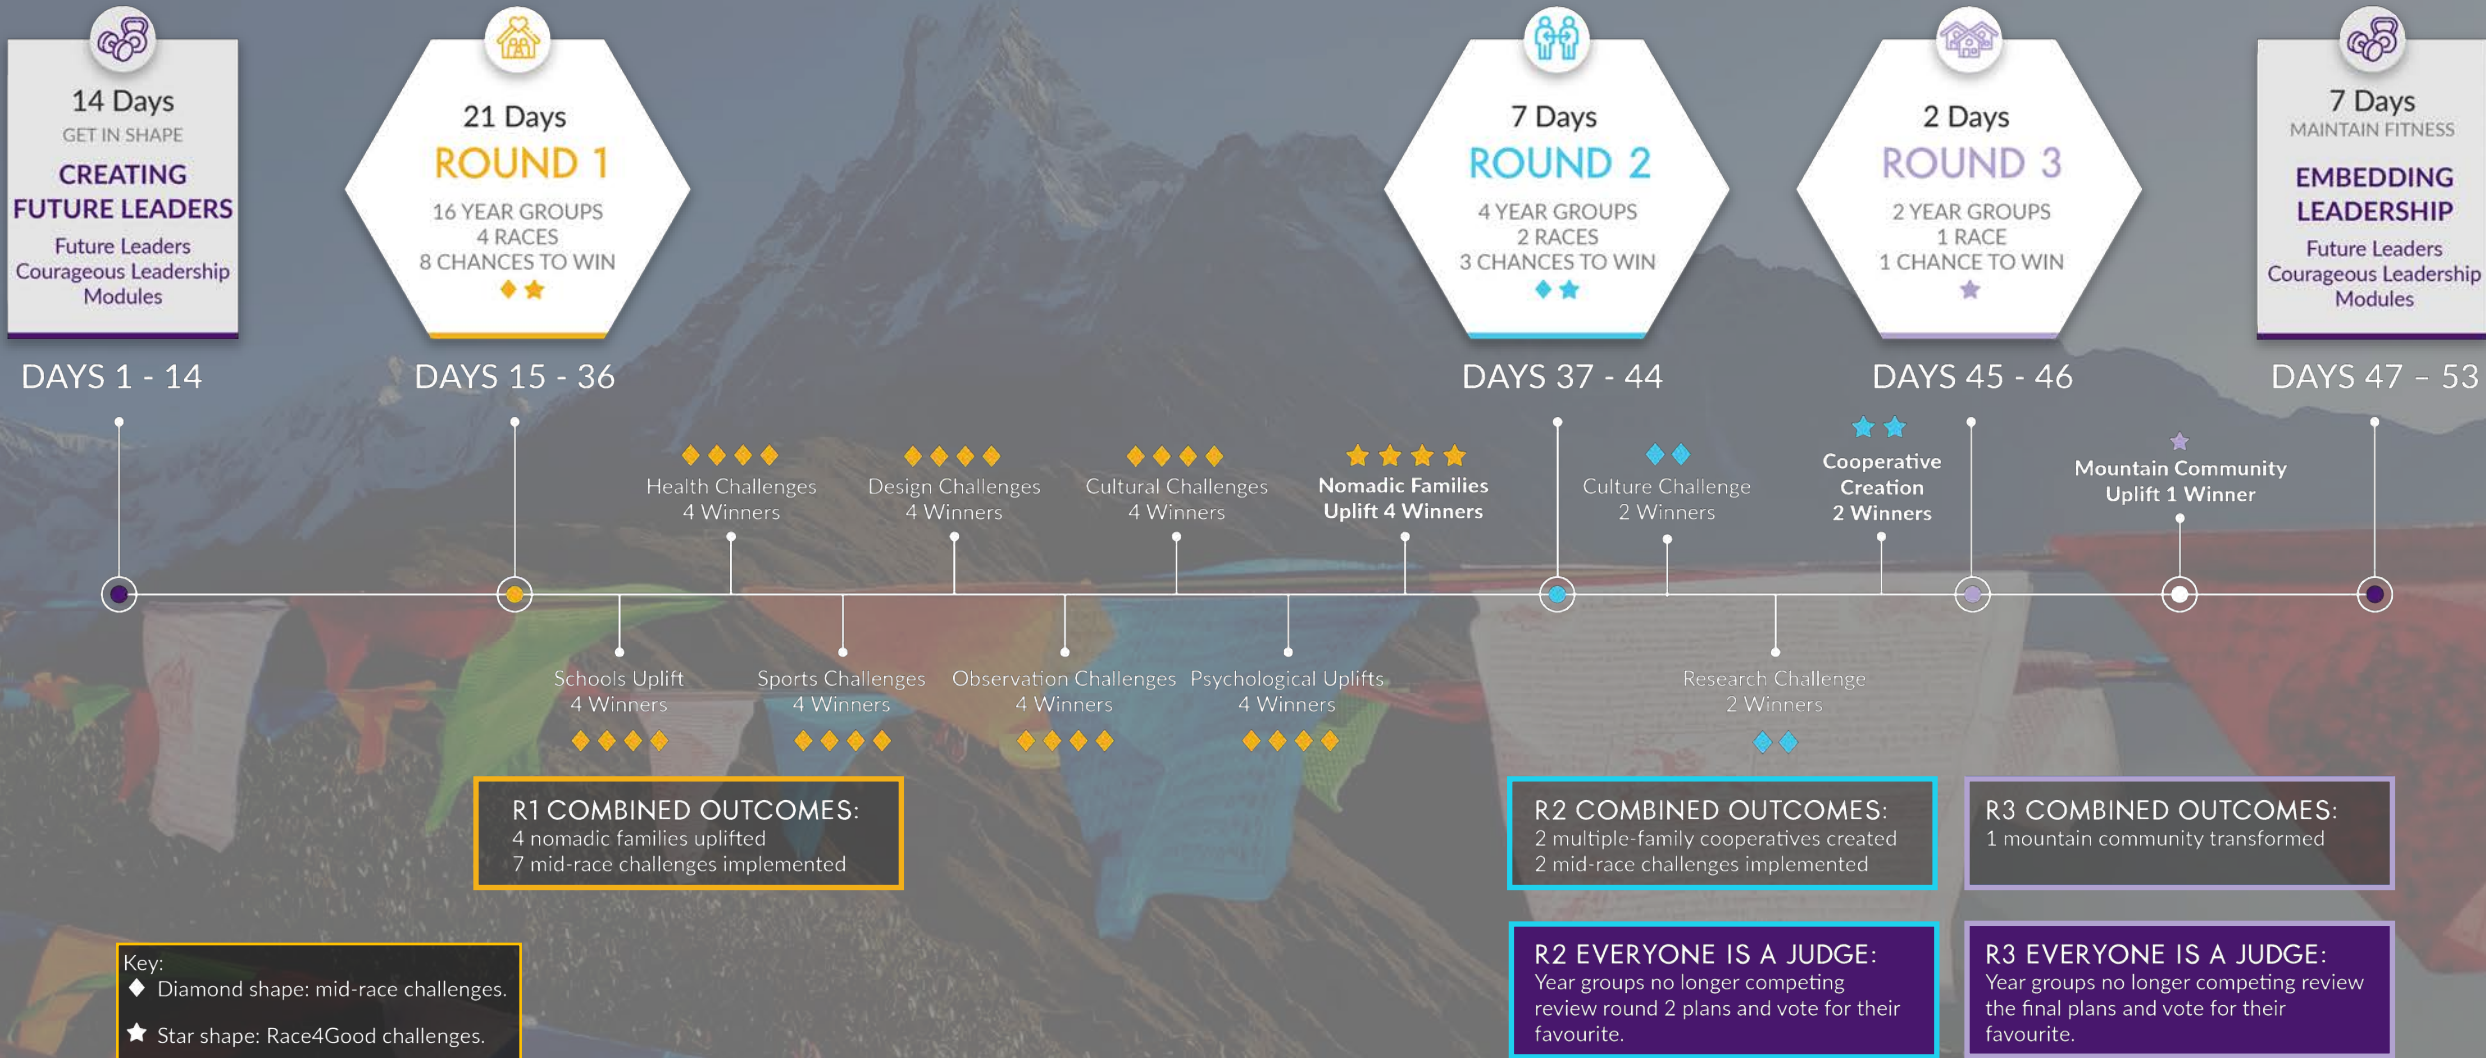 14 Days
GET IN SHAPE
CREATING
FUTURE LEADERS
Future Leaders
Courageous Leadership
Modules
DAYS 1 - 14
21 Days
ROUND 1
16 YEAR GROUPS
4 RACES
8 CHANCES TO WIN
DAYS 15 - 36
7 Days
ROUND 2
4 YEAR GROUPS
2 RACES
3 CHANCES TO WIN
DAYS 37 - 44
2 Days
ROUND 3
2 YEAR GROUPS
1 RACE
1 CHANCE TO WIN
DAYS 45 - 46
7 Days
MAINTAIN FITNESS
EMBEDDING
LEADERSHIP
Future Leaders
Courageous Leadership
Modules
DAYS 47 – 53
Health Challenges
4 Winners
Design Challenges
4 Winners
Cultural Challenges
4 Winners
Nomadic Families
Uplift 4 Winners
Culture Challenge
2 Winners
Cooperative
Creation
2 Winners
Mountain Community
Uplift 1 Winner
Schools Uplift
4 Winners
Sports Challenges
4 Winners
Observation Challenges
4 Winners
Psychological Uplifts
4 Winners
Research Challenge
2 Winners
R1 COMBINED OUTCOMES:
4 nomadic families uplifted
7 mid-race challenges implemented
R2 COMBINED OUTCOMES:
2 multiple-family cooperatives created
2 mid-race challenges implemented
R3 COMBINED OUTCOMES:
1 mountain community transformed
Key:
Diamond shape: mid-race challenges.
Star shape: Race4Good challenges.
R2 EVERYONE IS A JUDGE:
Year groups no longer competing
review round 2 plans and vote for their
favourite.
R3 EVERYONE IS A JUDGE:
Year groups no longer competing review
the final plans and vote for their
favourite.